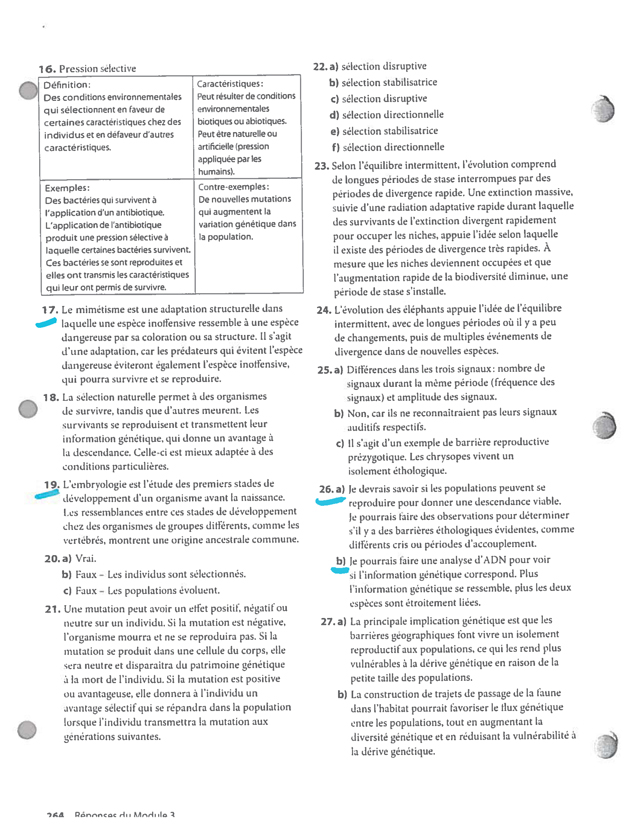 16. Pression sélective
Définition:
Des conditions environnementales
qui sélectionnent en faveur de
certaines caractéristiques chez des
individus et en défaveur d'autres
caractéristiques.
Caractéristiques:
Peut résulter de conditions
environnementales
biotiques ou abiotiques.
Peut être naturelle ou
artificielle (pression
appliquée par les
humains).
Exemples:
Des bactéries qui survivent à
l'application d'un antibiotique.
L'application de l'antibiotique
produit une pression sélective à
laquelle certaines bactéries survivent.
Ces bactéries se sont reproduites et
elles ont transmis les caractéristiques
qui leur ont permis de survivre.
Contre-exemples:
De nouvelles mutations
qui augmentent la
variation génétique dans
la population.
17. Le mimétisme est une adaptation structurelle dans
laquelle une espèce inoffensive ressemble à une espèce
dangereuse par sa coloration ou sa structure. Il s'agit
d'une adaptation, car les prédateurs qui évitent l'espèce
dangereuse éviteront également l'espèce inoffensive,
qui pourra survivre et se reproduire.
18. La sélection naturelle permet à des organismes
de survivre, tandis que d'autres meurent. Les
survivants se reproduisent et transmettent leur
information génétique, qui donne un avantage à
la descendance. Celle-ci est mieux adaptée à des
conditions particulières.
19. L'embryologie est l'étude des premiers stades de
développement d'un organisme avant la naissance.
Les ressemblances entre ces stades de développement
chez des organismes de groupes différents, comme les
vertébrés, montrent une origine ancestrale commune.
20. a) Vrai.
b) Faux – Les individus sont sélectionnés.
c) Faux – Les populations évoluent.
21. Une mutation peut avoir un effet positif, négatif ou
neutre sur un individu. Si la mutation est négative,
l'organisme mourra et ne se reproduira pas. Si la
mutation se produit dans une cellule du corps, elle
sera neutre et disparaîtra du patrimoine génétique
à la mort de l'individu. Si la mutation est positive
ou avantageuse, elle donnera à l'individu un
avantage sélectif qui se répandra dans la population
lorsque l'individu transmettra la mutation aux
générations suivantes.
22. a) sélection disruptive
b) sélection stabilisatrice
c) sélection disruptive
d) sélection directionnelle
e) sélection stabilisatrice
f) sélection directionnelle
23. Selon l'équilibre intermittent, l'évolution comprend
de longues périodes de stase interrompues par des
périodes de divergence rapide. Une extinction massive,
suivie d'une radiation adaptative rapide durant laquelle
des survivants de l'extinction divergent rapidement
pour occuper les niches, appuie l'idée selon laquelle
il existe des périodes de divergence très rapides. À
mesure que les niches deviennent occupées et que
l'augmentation rapide de la biodiversité diminue, une
période de stase s'installe.
24. L'évolution des éléphants appuie l'idée de l'équilibre
intermittent, avec de longues périodes où il y a peu
de changements, puis de multiples événements de
divergence dans de nouvelles espèces.
25. a) Différences dans les trois signaux: nombre de
signaux durant la même période (fréquence des
signaux) et amplitude des signaux.
b) Non, car ils ne reconnaîtraient pas leurs signaux
auditifs respectifs.
c) Il s'agit d'un exemple de barrière reproductive
prézygotique. Les chrysopes vivent un
isolement éthologique.
26. a) Je devrais savoir si les populations peuvent se
reproduire pour donner une descendance viable.
Je pourrais faire des observations pour déterminer
s'il y a des barrières éthologiques évidentes, comme
différents cris ou périodes d'accouplement.
b) Je pourrais faire une analyse d'ADN pour voir
si l'information génétique correspond. Plus
l'information génétique se ressemble, plus les deux
espèces sont étroitement liées.
27. a) La principale implication génétique est que les
barrières géographiques font vivre un isolement
reproductif aux populations, ce qui les rend plus
vulnérables à la dérive génétique en raison de la
petite taille des populations.
b) La construction de trajets de passage de la faune
dans l'habitat pourrait favoriser le flux génétique
entre les populations, tout en augmentant la
diversité génétique et en réduisant la vulnérabilité à
la dérive génétique.
264 Réponses du Module 3